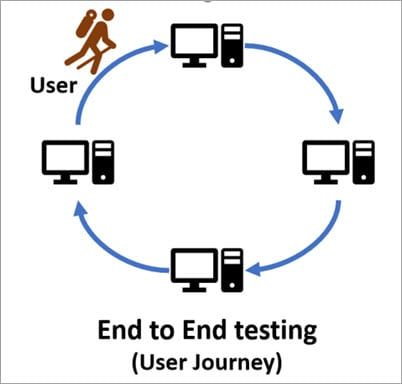 User
End to End testing
(User Journey)